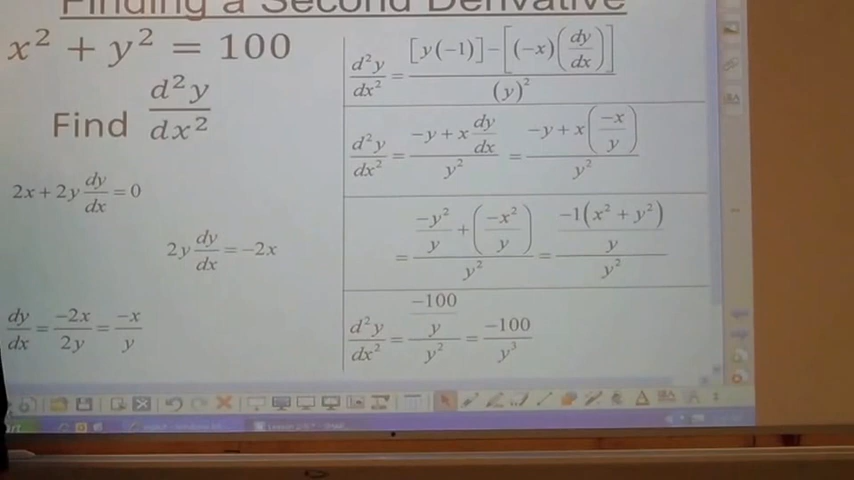 Finding a Second Derivative
x² + y² = 100
Find d²y/dx²
2x + 2y dy/dx = 0
2y dy/dx = -2x
dy/dx = -2x/2y = -x/y
d²y/dx² = ([y(-1)] - [(-x)(dy/dx)])/(y)²
d²y/dx² = (-y + x dy/dx)/y² = (-y + x(-x/y))/y²
= (-y²/y + (-x²/y))/y² = (-1(x² + y²)/y)/y²
d²y/dx² = (-100/y)/y² = -100/y³